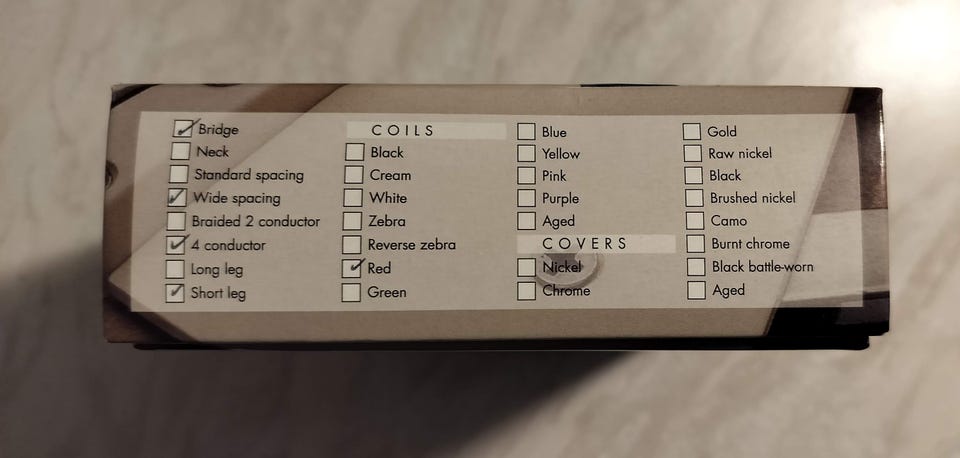 Bridge
Neck
Standard spacing
Wide spacing
Braided 2 conductor
4 conductor
Long leg
Short leg
COILS
Black
Cream
White
Zebra
Reverse zebra
Red
Green
Blue
Yellow
Pink
Purple
Aged
COVERS
Nickel
Chrome
Gold
Raw nickel
Black
Brushed nickel
Camo
Burnt chrome
Black battle-worn
Aged